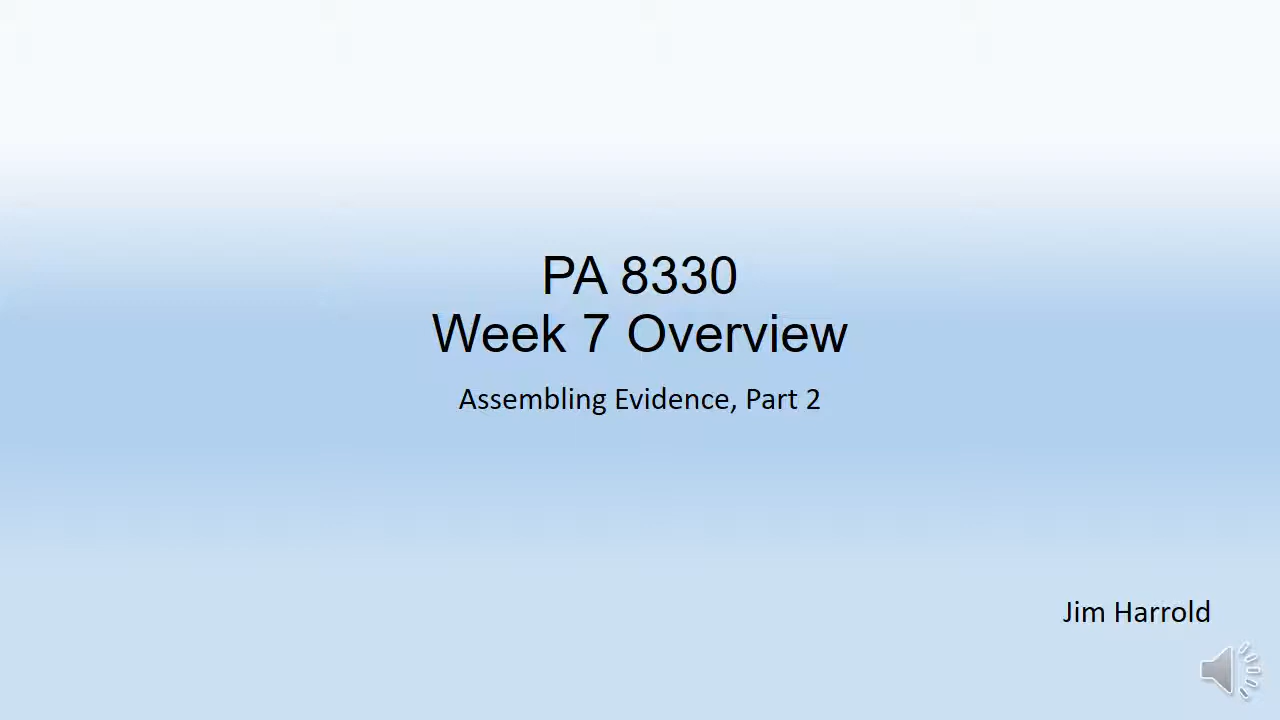 PA 8330
Week 7 Overview
Assembling Evidence, Part 2
Jim Harrold